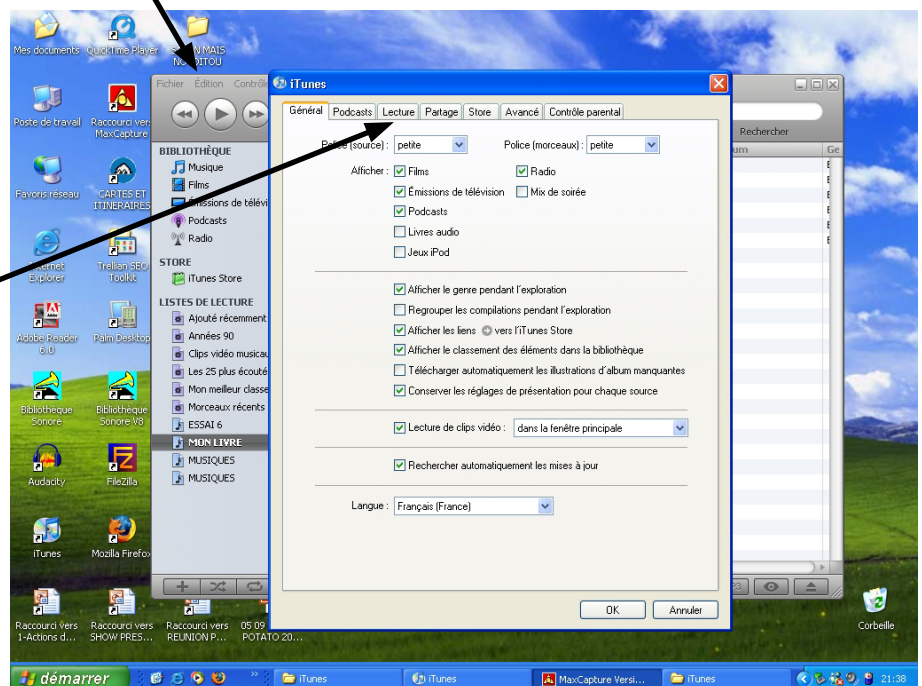 Mes documents
QuickTime Player
NOEDITOU
Poste de travail
Raccourci vers
MaxCapture
Favoris réseau
CARTES ET
ITINERAIRES
Internet
Explorer
Trellian SEO
Toolkit
Adobe Reader
6.0
Palm Desktop
Bibliothèque
Sonore
Bibliothèque
Sonore V8
Audacity
FileZilla
iTunes
Mozilla Firefox
Raccourci vers
1-Actions d...
Raccourci vers
SHOW PRES...
Raccourci vers
REUNION P...
05 09
POTATO 20...
Corbeille
Fichier Édition Contrôle
Rechercher
BIBLIOTHÈQUE
Musique
Films
Émissions de télévi
Podcasts
Radio
STORE
iTunes Store
LISTES DE LECTURE
Ajouté récemment
Années 90
Clips vidéo musicau
Les 25 plus écouté
Mon meilleur classe
Morceaux récents
ESSAI 6
MON LIVRE
MUSIQUES
MUSIQUES
um
Ge
iTunes
Général Podcasts Lecture Partage Store Avancé Contrôle parental
Police (source) : petite
Police (morceaux) : petite
Afficher : Films
Radio
Émissions de télévision
Mix de soirée
Podcasts
Livres audio
Jeux iPod
Afficher le genre pendant l'exploration
Regrouper les compilations pendant l'exploration
Afficher les liens vers l'iTunes Store
Afficher le classement des éléments dans la bibliothèque
Télécharger automatiquement les illustrations d'album manquantes
Conserver les réglages de présentation pour chaque source
Lecture de clips vidéo : dans la fenêtre principale
Rechercher automatiquement les mises à jour
Langue : Français (France)
OK Annuler
démarrer
iTunes
iTunes
MaxCapture Versi...
iTunes
21:38